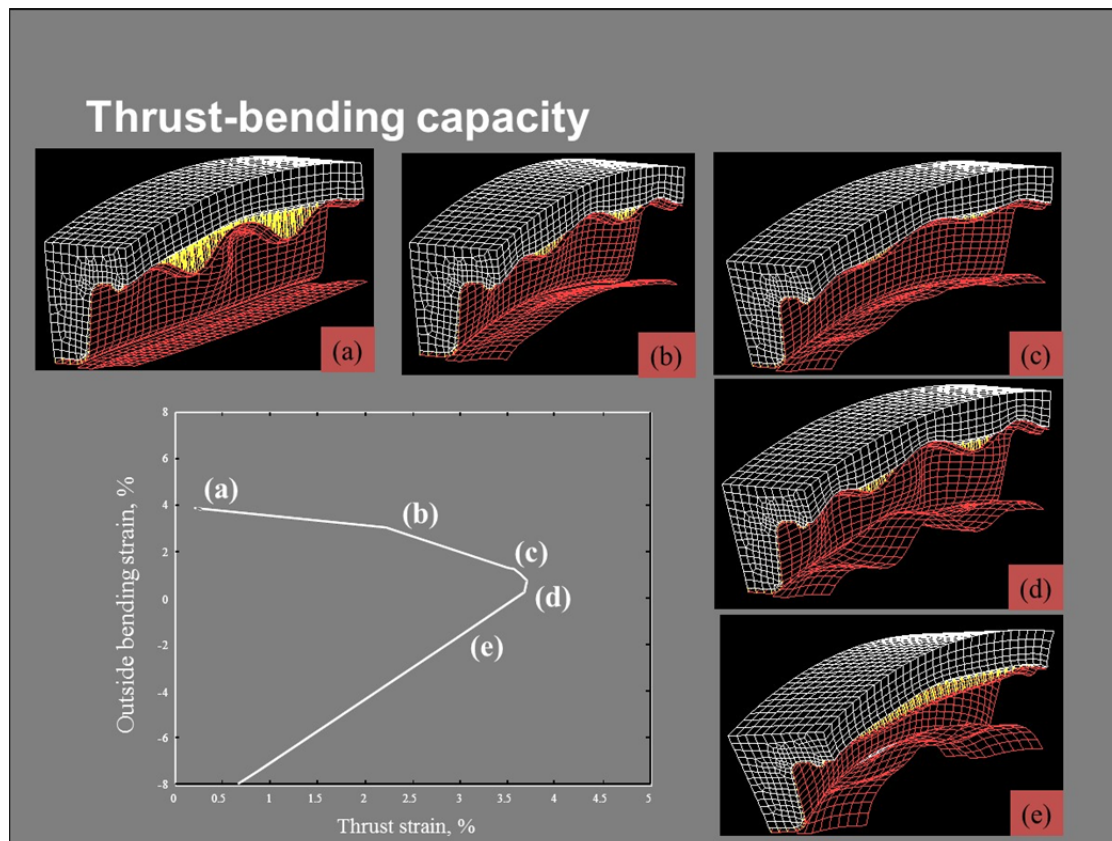 Thrust-bending capacity
(a)
(b)
(c)
(d)
(e)
Outside bending strain, %
8
6
4
2
0
-2
-4
-6
-8
(a)
(b)
(c)
(d)
(e)
0 0.5 1 1.5 2 2.5 3 3.5 4 4.5 5
Thrust strain, %